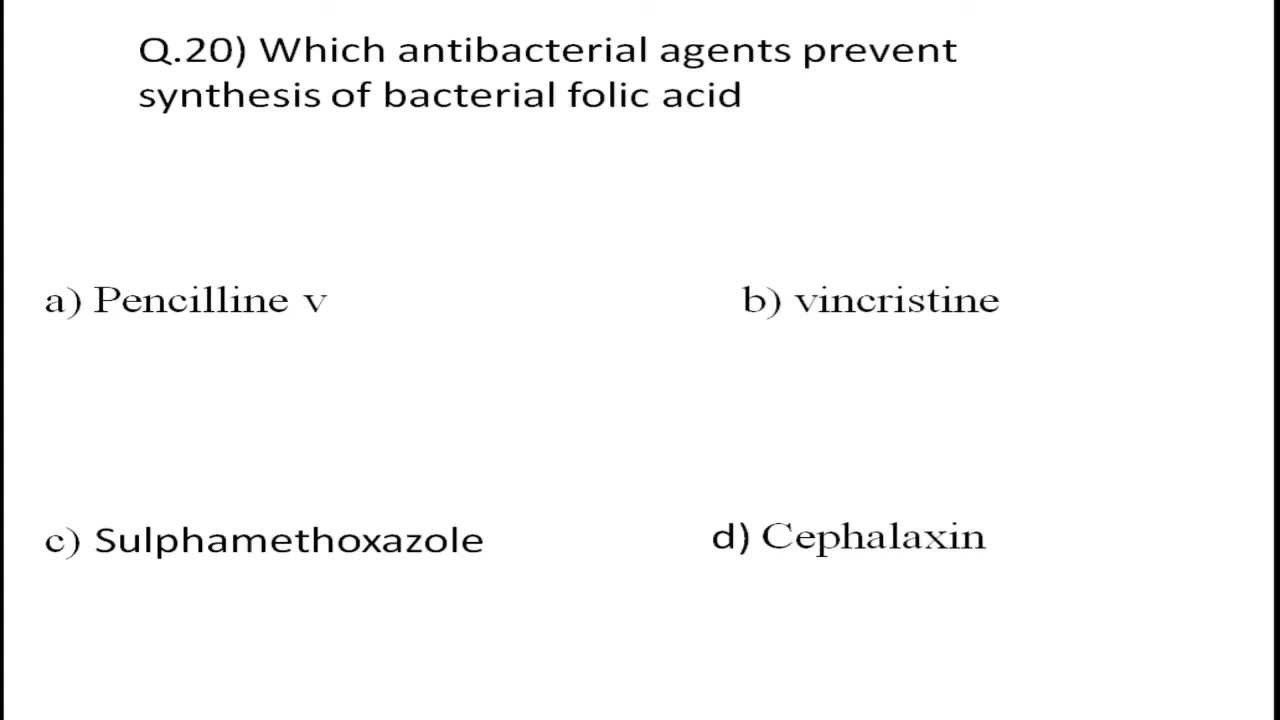 Q.20) Which antibacterial agents prevent
synthesis of bacterial folic acid
a) Pencilline v
b) vincristine
c) Sulphamethoxazole
d) Cephalaxin